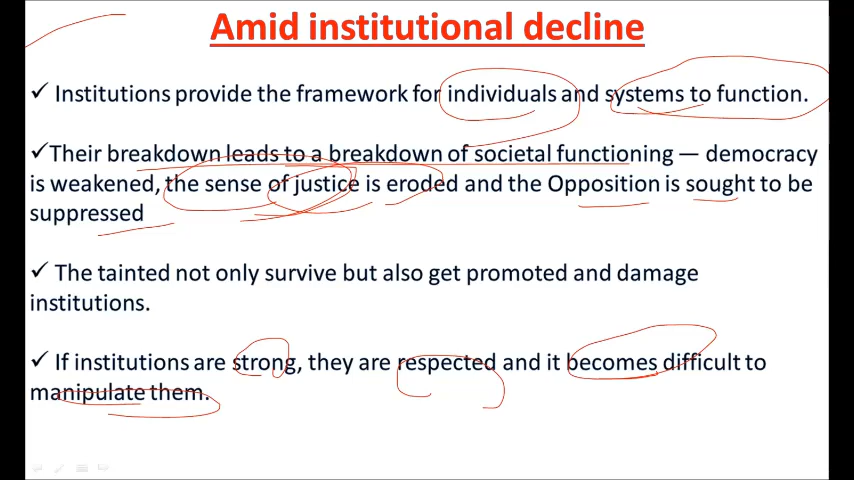 Amid institutional decline
✓ Institutions provide the framework for individuals and systems to function.
✓Their breakdown leads to a breakdown of societal functioning — democracy
is weakened, the sense of justice is eroded and the Opposition is sought to be
suppressed
✓ The tainted not only survive but also get promoted and damage
institutions.
✓ If institutions are strong, they are respected and it becomes difficult to
manipulate them.